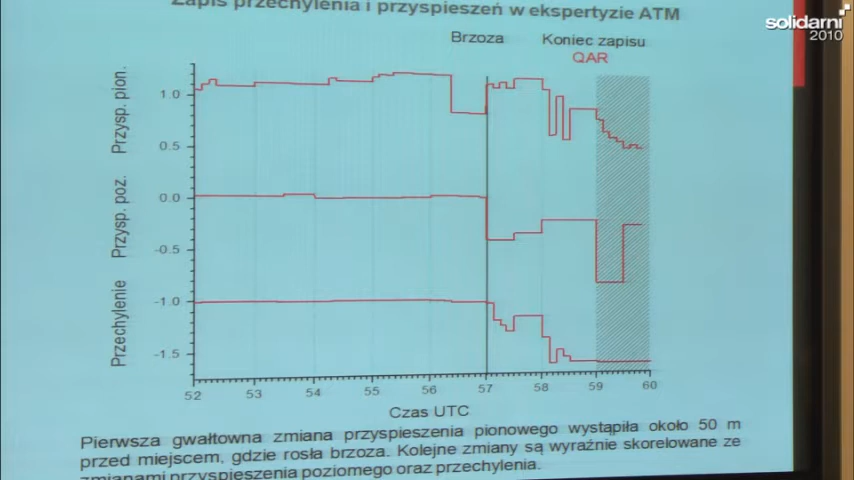 Zapis przechylenia i przyspieszeń w ekspertyzie ATM
solidarni
2010
Brzoza
Koniec zapisu
QAR
Przysp. pion.
Przysp. poz.
Przechylenie
1.0
0.5
0.0
-0.5
-1.0
-1.5
52
53
54
55
56
57
58
59
60
Czas UTC
Pierwsza gwałtowna zmiana przyspieszenia pionowego wystąpiła około 50 m
przed miejscem, gdzie rosła brzoza. Kolejne zmiany są wyraźnie skorelowane ze
zmianami przyspieszenia poziomego oraz przechylenia.